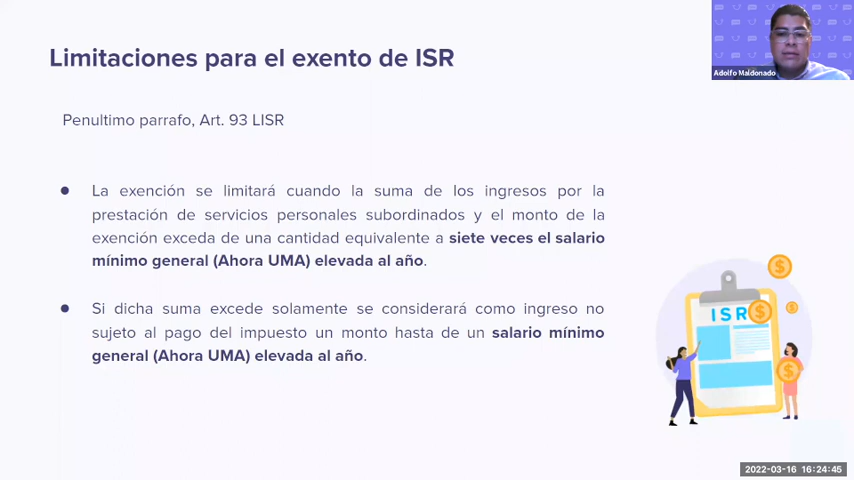 Limitaciones para el exento de ISR
Adolfo Maldonado
Penultimo parrafo, Art. 93 LISR
● La exención se limitará cuando la suma de los ingresos por la
prestación de servicios personales subordinados y el monto de la
exención exceda de una cantidad equivalente a siete veces el salario
mínimo general (Ahora UMA) elevada al año.
● Si dicha suma excede solamente se considerará como ingreso no
sujeto al pago del impuesto un monto hasta de un salario mínimo
general (Ahora UMA) elevada al año.
ISR
$
$
$
$
2022-03-16 16:24:45